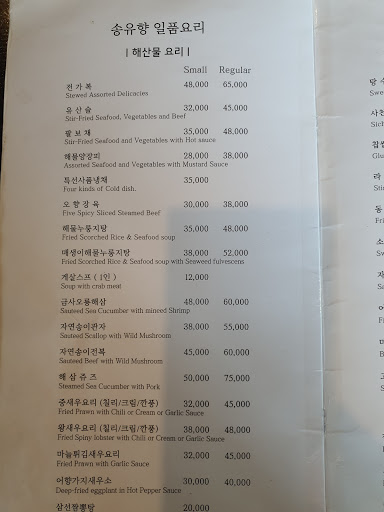 송유향 일품요리
| 해산물 요리 |
Small Regular
전 가 복 48,000 65,000
Stewed Assorted Delicacies
유 산 슬 32,000 45,000
Stir-Fried Seafood, Vegetables and Beef
팔 보 채 35,000 48,000
Stir-Fried Seafood and Vegetables with Hot sauce
해물양장피 28,000 38,000
Assorted Seafood and Vegetables with Mustard Sauce
특선사품냉채 35,000
Four kinds of Cold dish.
오 향 장 육 30,000 38,000
Five Spicy Sliced Steamed Beef
해물누룽지탕 35,000 48,000
Fried Scorched Rice & Seafood soup
매생이해물누룽지탕 38,000 52,000
Fried Scorched Rice & Seafood soup with Seaweed fulvescens
게살스프 ( 1인 ) 12,000
Soup with crab meat
금사오룡해삼 48,000 60,000
Sauteed Sea Cucumber with minced Shrimp
자연송이관자 38,000 55,000
Sauteed Scallop with Wild Mushroom
자연송이전복 45,000 60,000
Sauteed Beef with Wild Mushroom
해 삼 쥬 즈 50,000 75,000
Steamed Sea Cucumber with Pork
중새우요리 (칠리/크림/깐풍) 32,000 45,000
Fried Prawn with Chili or Cream or Garlic Sauce
왕새우요리 (칠리/크림/깐풍) 38,000 48,000
Fried Spiny lobster with Chili or Cream or Garlic Sauce
마늘튀김새우요리 32,000 45,000
Fried Prawn with Garlic Sauce
어향가지새우소 30,000 40,000
Deep-fried eggplant in Hot Pepper Sauce
삼선짬뽕탕 20,000